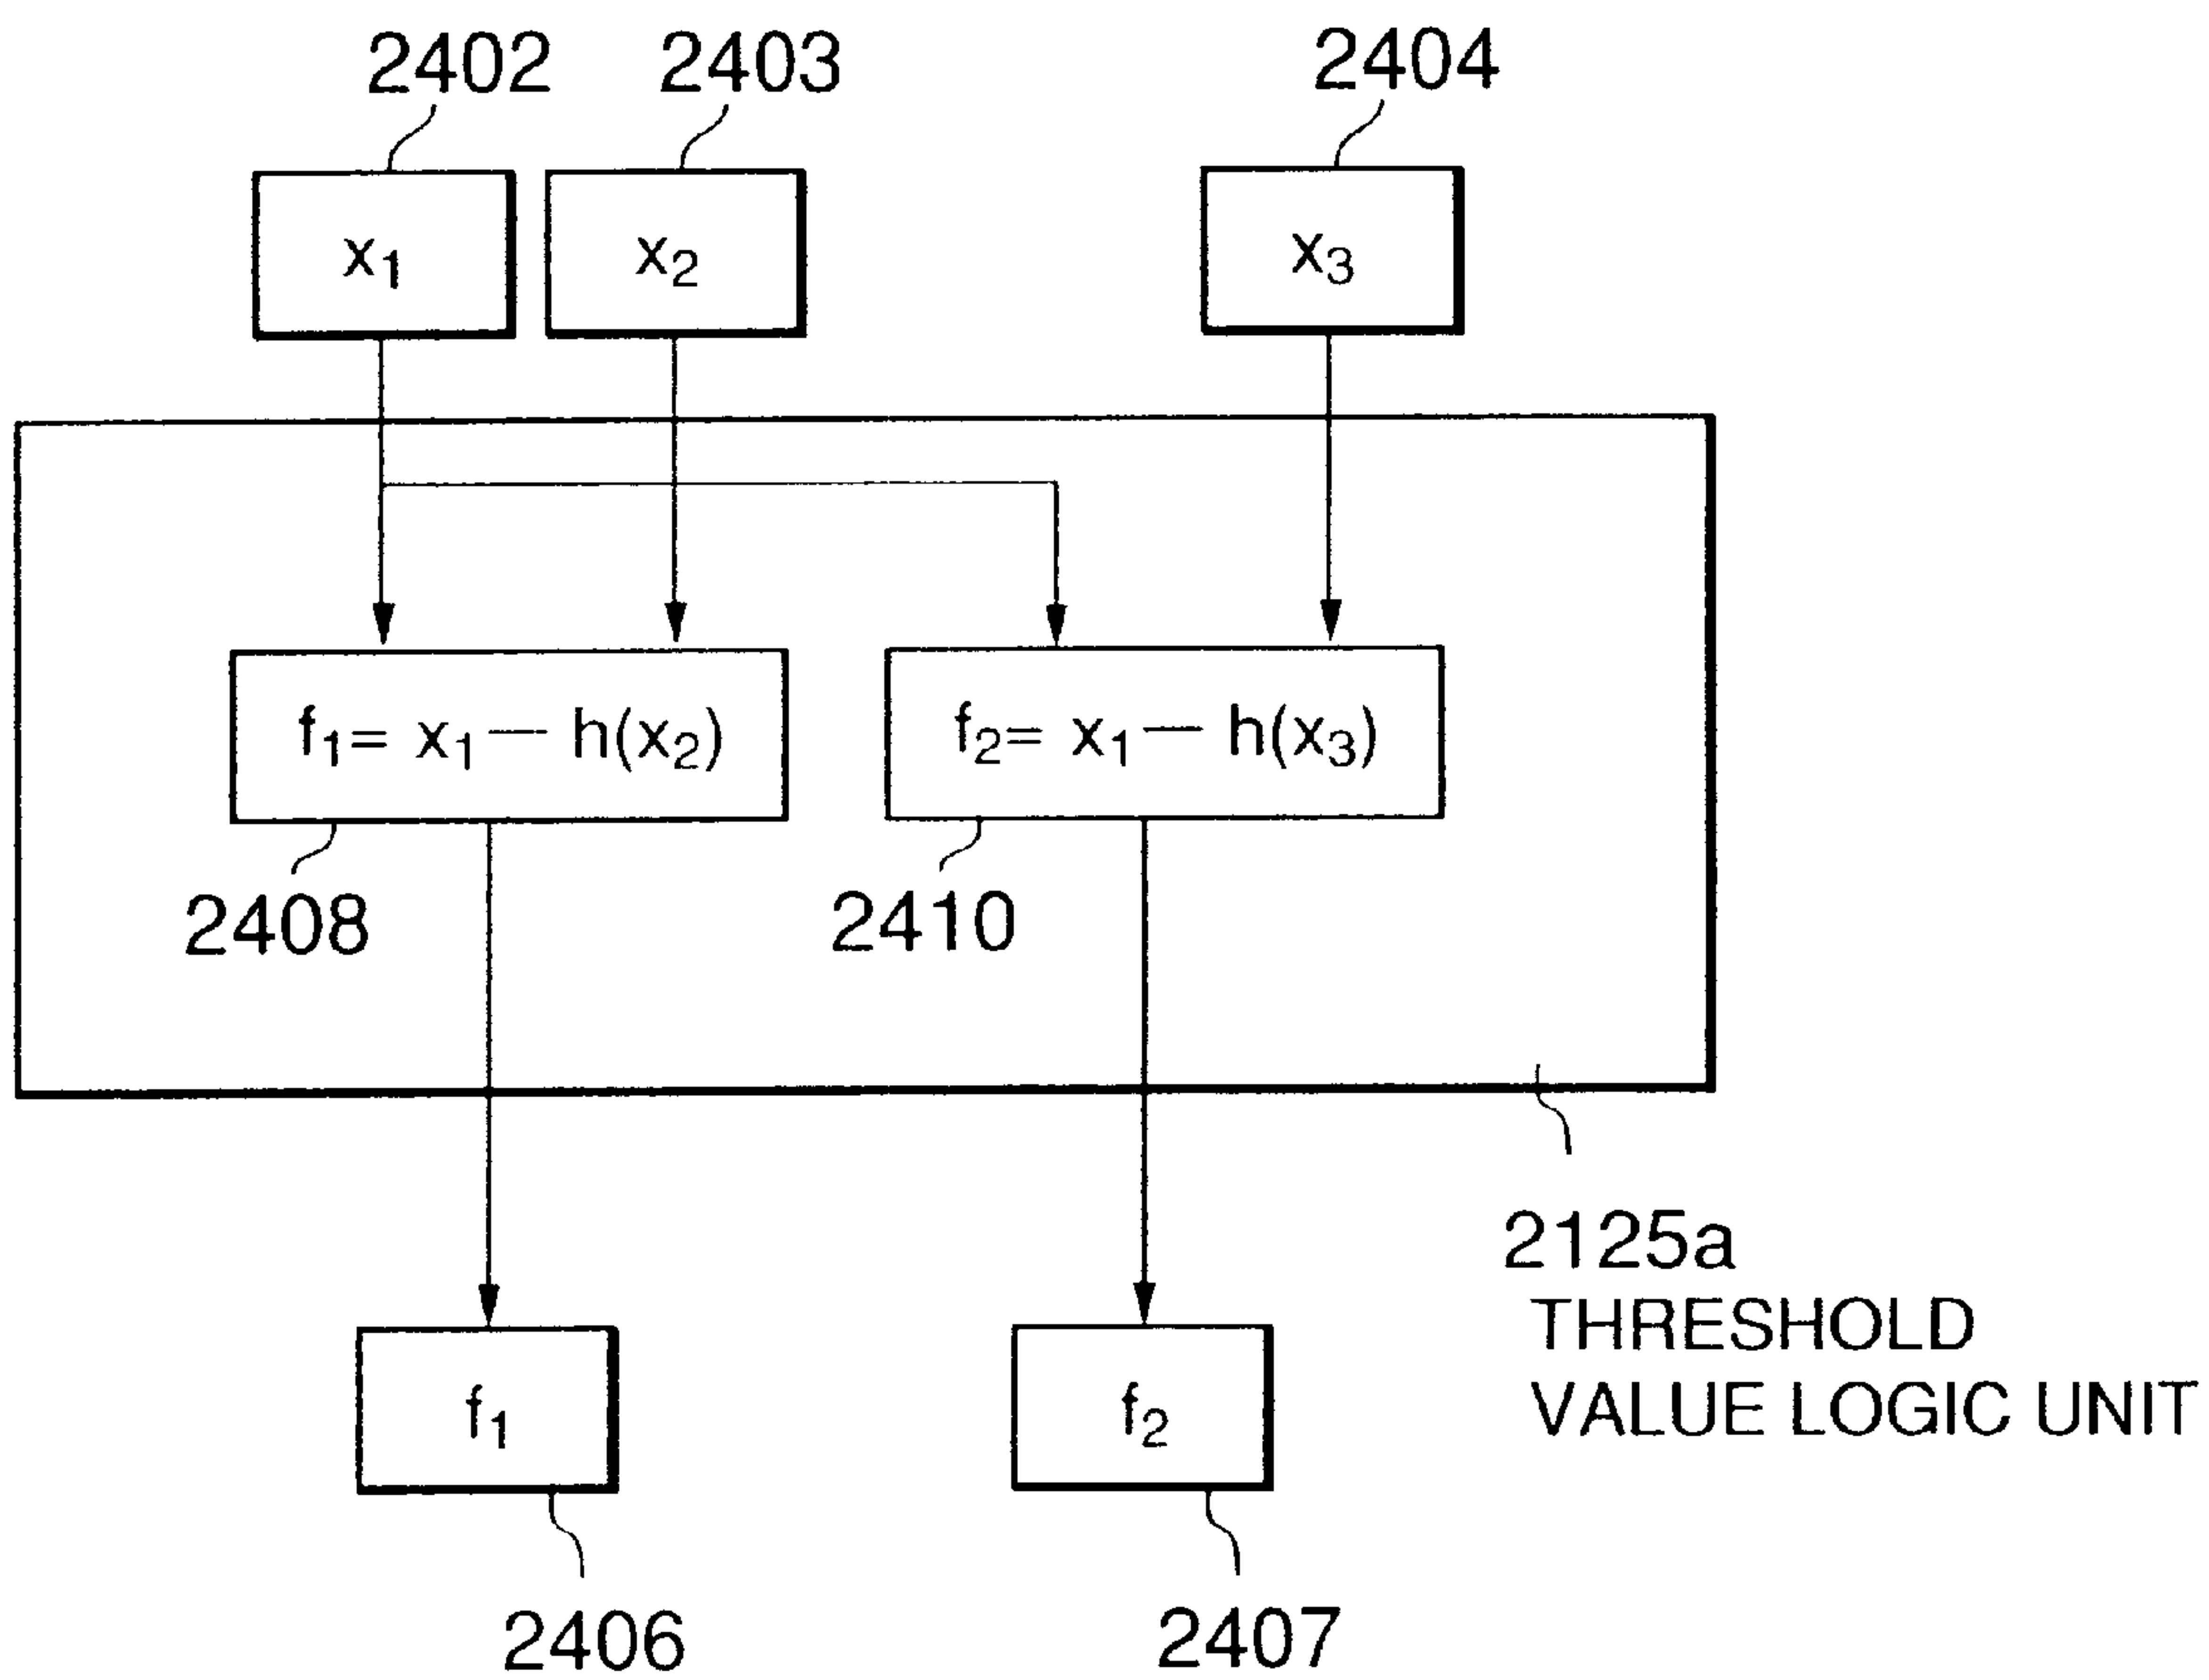 2402 2403 2404
x₁ x₂ x₃
f₁= x₁— h(x₂) f₂= x₁— h(x₃)
2408 2410
2125a
THRESHOLD
VALUE LOGIC UNIT
f₁ f₂
2406 2407